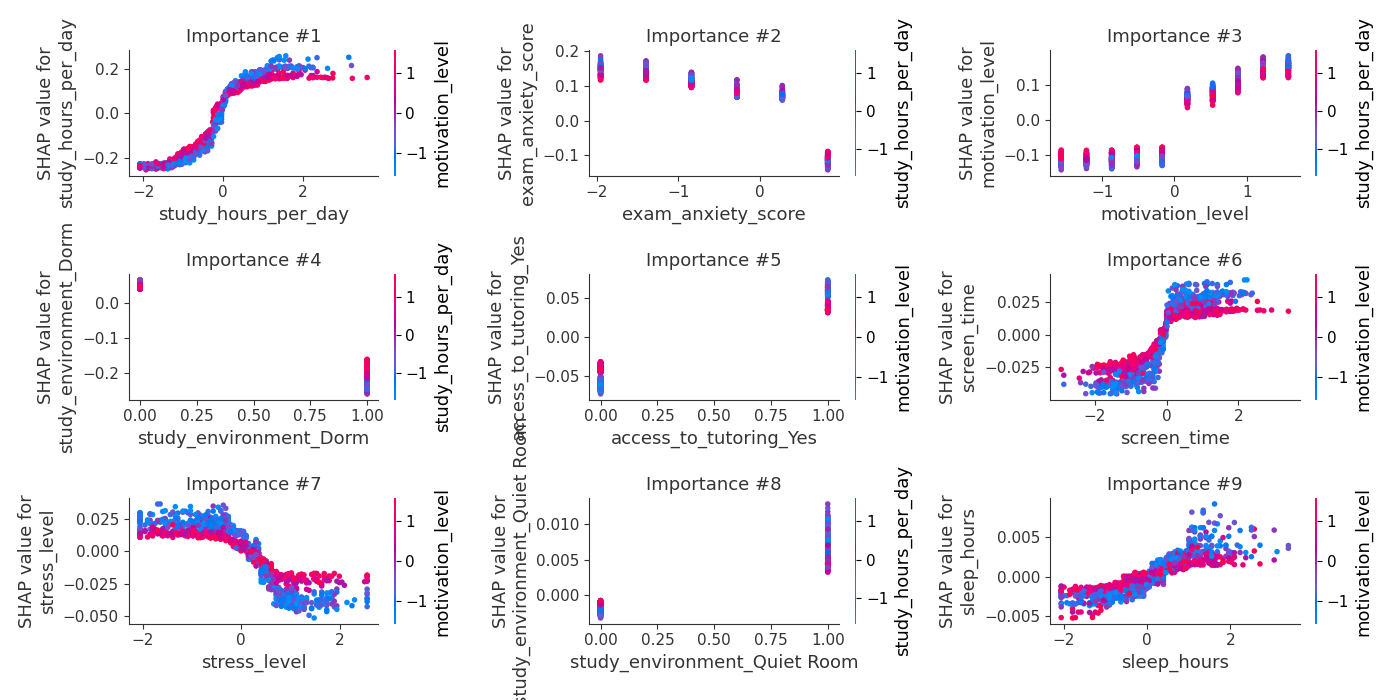 Importance #1
SHAP value for
study_hours_per_day
0.2
0.0
−0.2
−2
0
2
study_hours_per_day
1
0
−1
motivation_level
Importance #2
SHAP value for
exam_anxiety_score
0.2
0.1
0.0
−0.1
−2
−1
0
exam_anxiety_score
1
0
−1
study_hours_per_day
Importance #3
SHAP value for
motivation_level
0.1
0.0
−0.1
−1
0
1
motivation_level
1
0
−1
study_hours_per_day
Importance #4
SHAP value for
study_environment_Dorm
0.0
−0.1
−0.2
0.00
0.25
0.50
0.75
1.00
study_environment_Dorm
1
0
−1
study_hours_per_day
Importance #5
SHAP value for
access_to_tutoring_Yes
0.05
0.00
−0.05
0.00
0.25
0.50
0.75
1.00
access_to_tutoring_Yes
1
0
−1
motivation_level
Importance #6
SHAP value for
screen_time
0.025
0.000
−0.025
−2
0
2
screen_time
1
0
−1
motivation_level
Importance #7
SHAP value for
stress_level
0.025
0.000
−0.025
−0.050
−2
0
2
stress_level
1
0
−1
motivation_level
Importance #8
SHAP value for
study_environment_Quiet Room
0.010
0.005
0.000
0.00
0.25
0.50
0.75
1.00
study_environment_Quiet Room
1
0
−1
study_hours_per_day
Importance #9
SHAP value for
sleep_hours
0.005
0.000
−0.005
−2
0
2
sleep_hours
1
0
−1
motivation_level